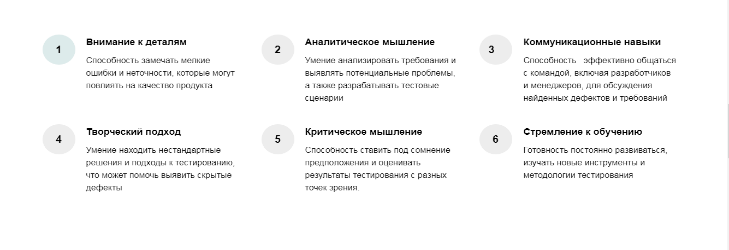 1
Внимание к деталям
Способность замечать мелкие
ошибки и неточности, которые могут
повлиять на качество продукта
2
Аналитическое мышление
Умение анализировать требования и
выявлять потенциальные проблемы,
а также разрабатывать тестовые
сценарии
3
Коммуникационные навыки
Способность эффективно общаться
с командой, включая разработчиков
и менеджеров, для обсуждения
найденных дефектов и требований
4
Творческий подход
Умение находить нестандартные
решения и подходы к тестированию,
что может помочь выявить скрытые
дефекты
5
Критическое мышление
Способность ставить под сомнение
предположения и оценивать
результаты тестирования с разных
точек зрения.
6
Стремление к обучению
Готовность постоянно развиваться,
изучать новые инструменты и
методологии тестирования